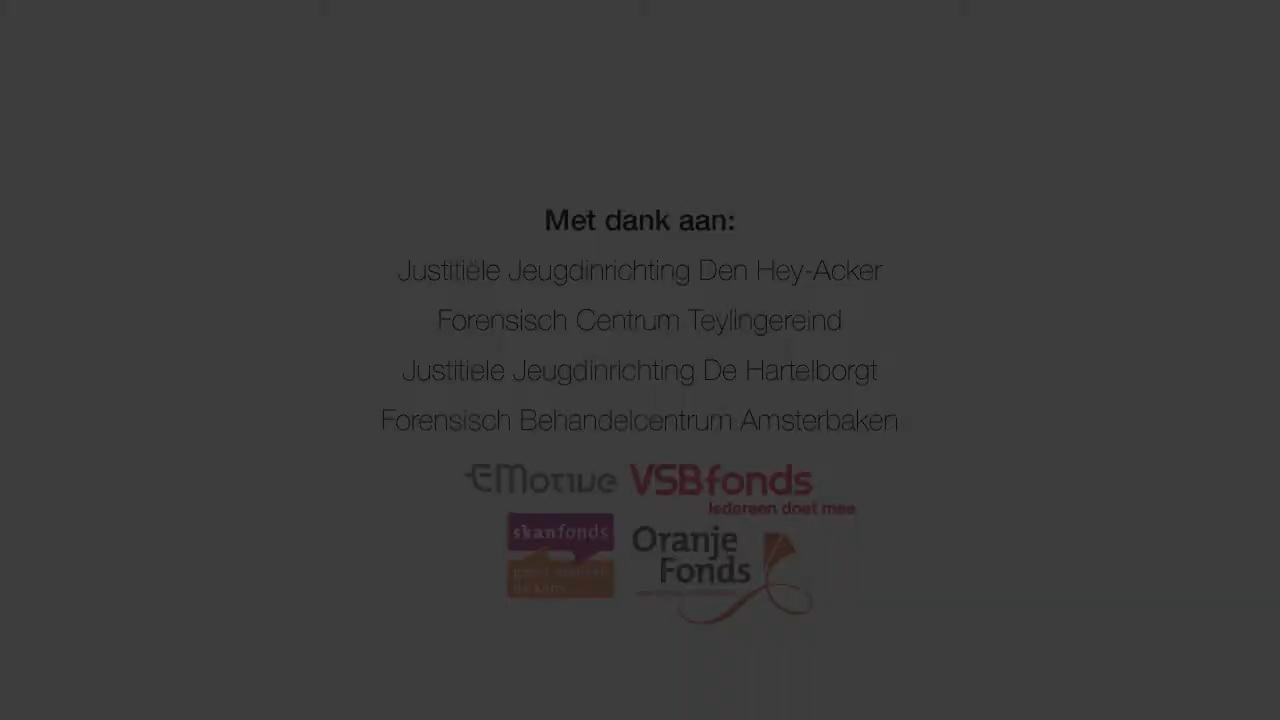 Met dank aan:
Justitiële Jeugdinrichting Den Hey-Acker
Forensisch Centrum Teylingereind
Justitiele Jeugdinrichting De Hartelborgt
Forensisch Behandelcentrum Amsterbaken
EMotive VSBfonds
Iedereen doet mee
skanfonds
Oranje
Fonds